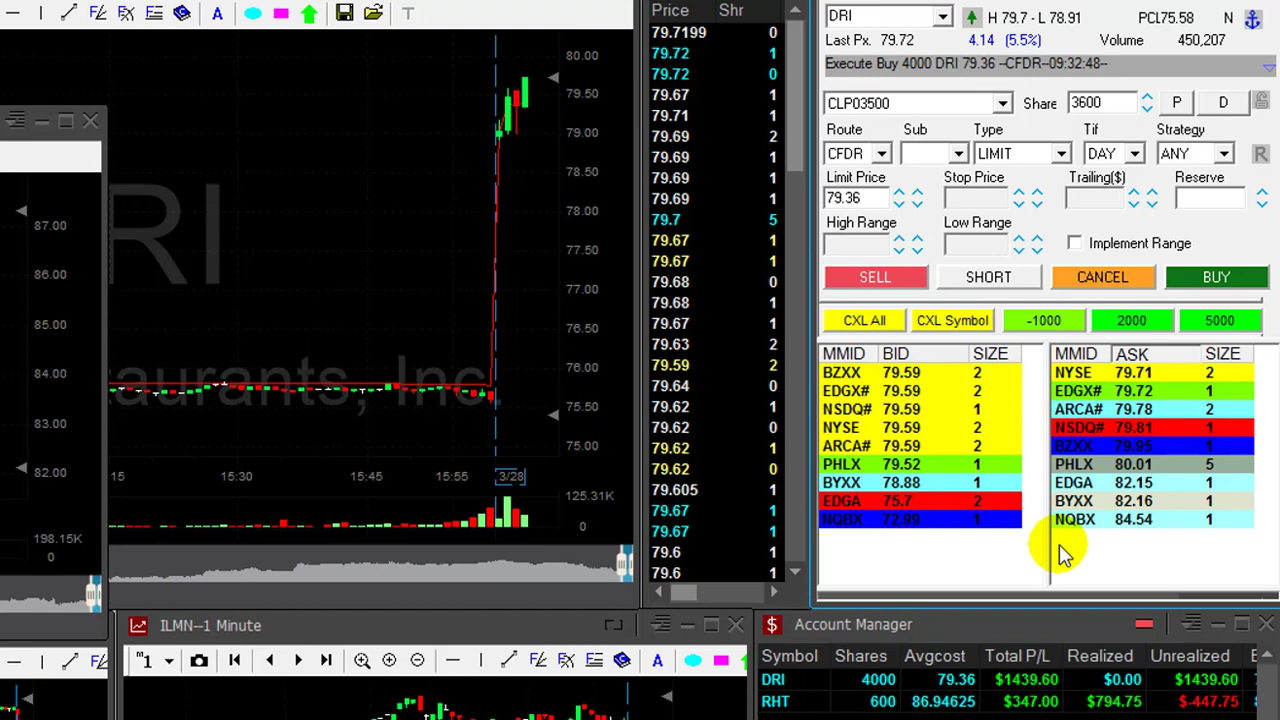 T
80.00
79.50
79.00
78.50
78.00
77.50
77.00
76.50
76.00
75.50
75.00
RI
taurants, Inc.
15 15:30 15:45 15:55 3/28
125.31K
0
87.00
86.00
85.00
84.00
83.00
82.00
198.15K
0
Price Shr
79.7199 0
79.72 1
79.72 0
79.67 1
79.71 1
79.69 2
79.69 1
79.69 1
79.69 1
79.7 5
79.67 1
79.67 1
79.68 0
79.68 1
79.67 1
79.63 2
79.59 2
79.64 0
79.62 1
79.62 0
79.62 1
79.62 0
79.605 1
79.67 1
79.67 1
79.6 1
79.6 1
DRI H 79.7 - L 78.91 PCL75.58 N
Last Px. 79.72 4.14 (5.5%) Volume 450,207
Execute Buy 4000 DRI 79.36 --CFDR--09:32:48--
CLP03500 Share 3600 P D
Route Sub Type Tif Strategy
CFDR LIMIT DAY ANY R
Limit Price Stop Price Trailing($) Reserve
79.36
High Range Low Range
Implement Range
SELL SHORT CANCEL BUY
CXL All CXL Symbol -1000 2000 5000
MMID BID SIZE MMID ASK SIZE
BZXX 79.59 2 NYSE 79.71 2
EDGX# 79.59 2 EDGX# 79.72 1
NSDQ# 79.59 1 ARCA# 79.78 2
NYSE 79.59 2 NSDQ# 79.81 1
ARCA# 79.59 2 BZXX 79.95 1
PHLX 79.52 1 PHLX 80.01 5
BYXX 78.88 1 EDGA 82.15 1
EDGA 75.7 2 BYXX 82.16 1
NQBX 72.99 1 NQBX 84.54 1
ILMN--1 Minute
m1 A
Account Manager
Symbol Shares Avgcost Total P/L Realized Unrealized
DRI 4000 79.36 $1439.60 $0.00 $1439.60
RHT 600 86.94625 $347.00 $794.75 $-447.75